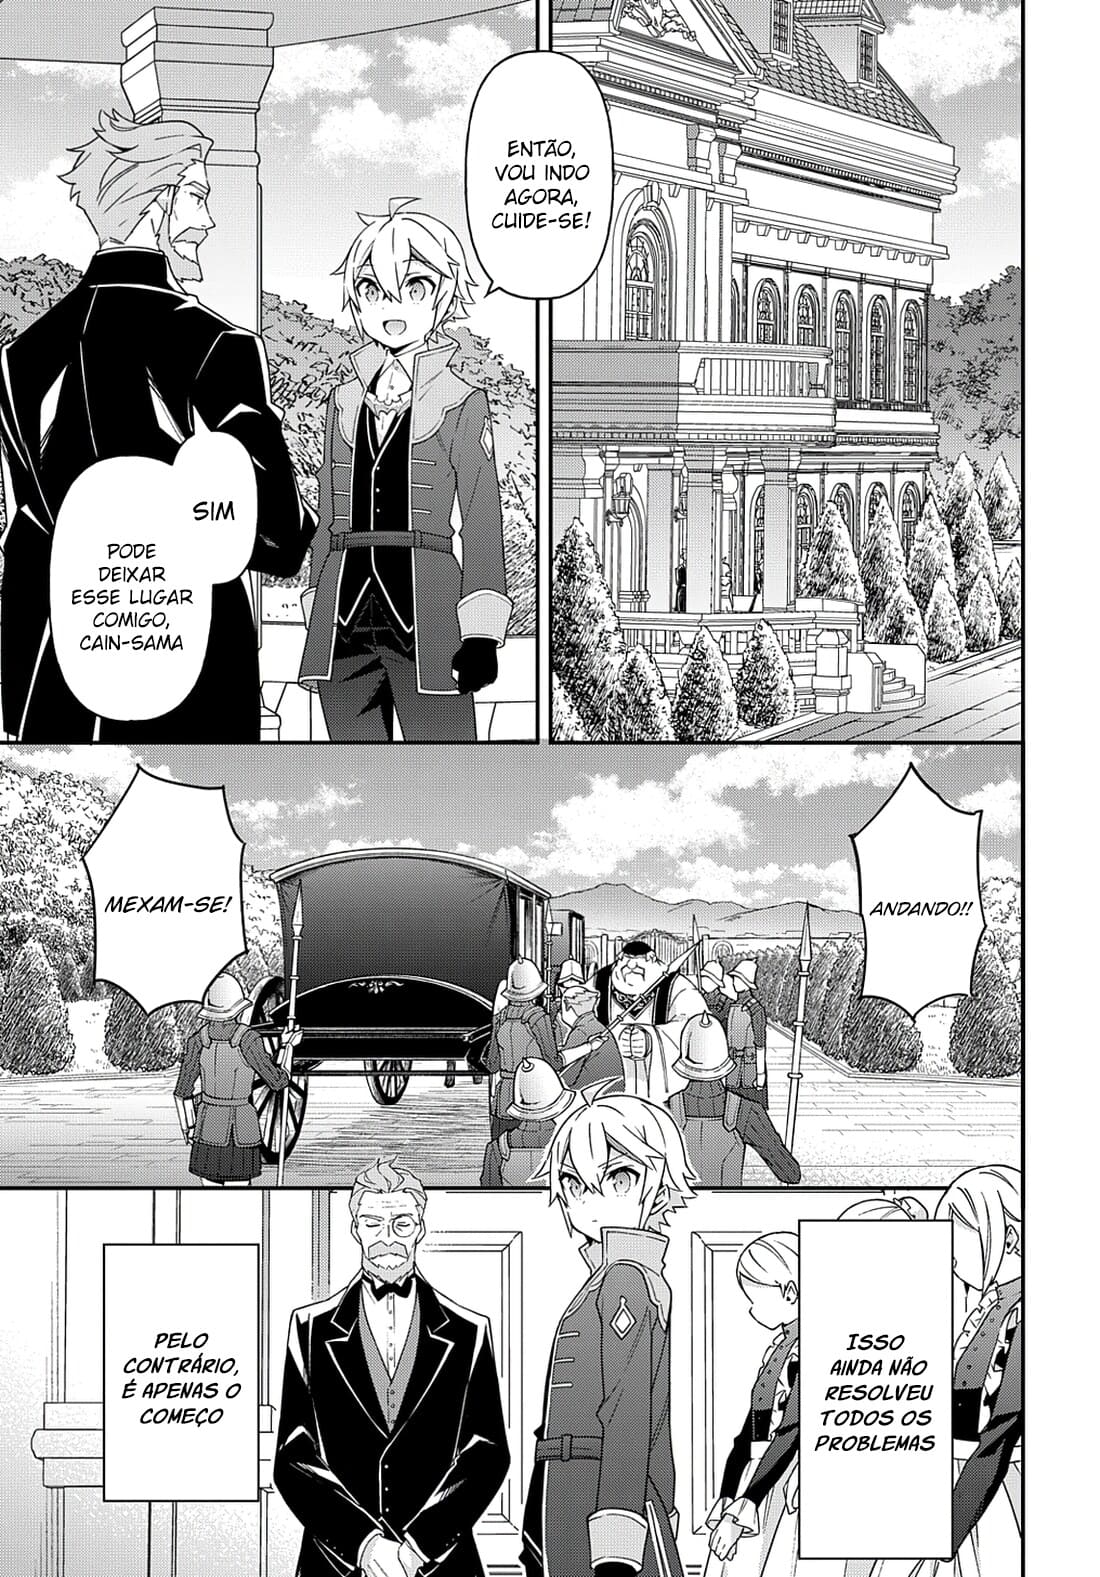 ENTÃO,
VOU INDO
AGORA,
CUIDE-SE!
SIM
PODE
DEIXAR
ESSE LUGAR
COMIGO,
CAIN-SAMA
ANDANDO!!
MEXAM-SE!
ISSO
AINDA NÃO
RESOLVEU
TODOS OS
PROBLEMAS
PELO
CONTRÁRIO,
É APENAS O
COMEÇO